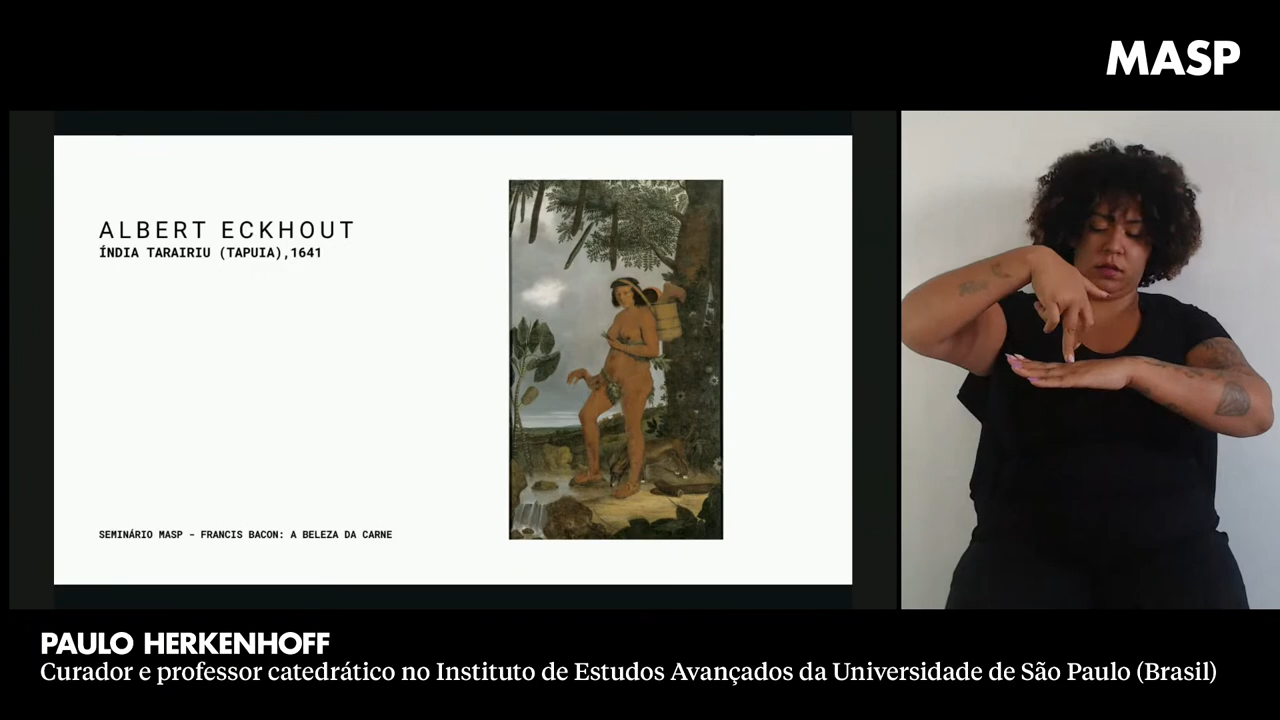 MASP
ALBERT ECKHOUT
ÍNDIA TARAIRIU (TAPUIA),1641
SEMINÁRIO MASP - FRANCIS BACON: A BELEZA DA CARNE
PAULO HERKENHOFF
Curador e professor catedrático no Instituto de Estudos Avançados da Universidade de São Paulo (Brasil)